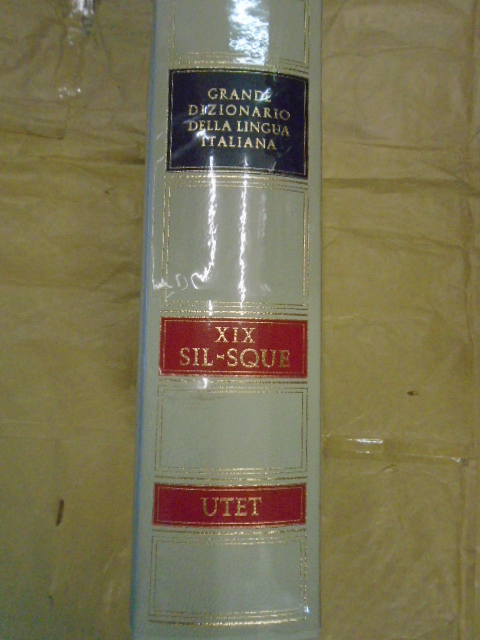 GRANDE
DIZIONARIO
DELLA LINGUA
ITALIANA
XIX
SIL-SQUE
UTET